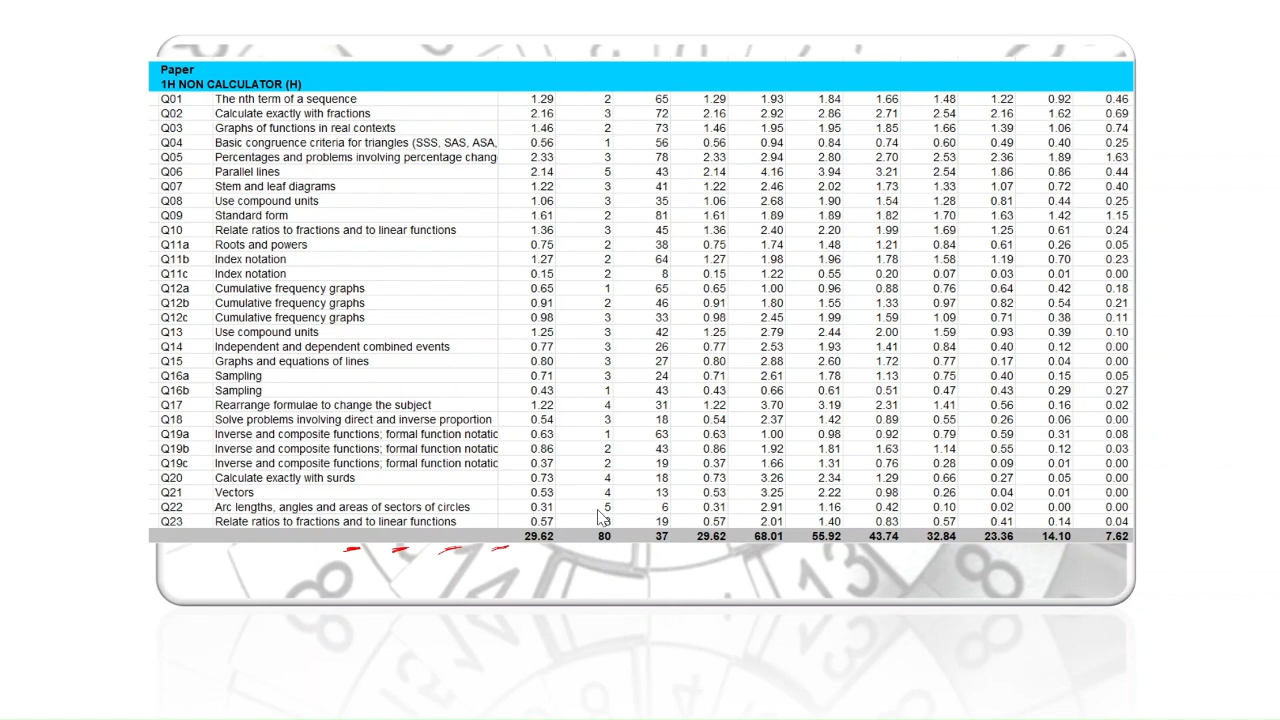 Paper
1H NON CALCULATOR (H)
Q01 The nth term of a sequence 1.29 2 65 1.29 1.93 1.84 1.66 1.48 1.22 0.92 0.46
Q02 Calculate exactly with fractions 2.16 3 72 2.16 2.92 2.86 2.71 2.54 2.16 1.62 0.69
Q03 Graphs of functions in real contexts 1.46 2 73 1.46 1.95 1.95 1.85 1.66 1.39 1.06 0.74
Q04 Basic congruence criteria for triangles (SSS, SAS, ASA, 0.56 1 56 0.56 0.94 0.84 0.74 0.60 0.49 0.40 0.25
Q05 Percentages and problems involving percentage chang 2.33 3 78 2.33 2.94 2.80 2.70 2.53 2.36 1.89 1.63
Q06 Parallel lines 2.14 5 43 2.14 4.16 3.94 3.21 2.54 1.86 0.86 0.44
Q07 Stem and leaf diagrams 1.22 3 41 1.22 2.46 2.02 1.73 1.33 1.07 0.72 0.40
Q08 Use compound units 1.06 3 35 1.06 2.68 1.90 1.54 1.28 0.81 0.44 0.25
Q09 Standard form 1.61 2 81 1.61 1.89 1.89 1.82 1.70 1.63 1.42 1.15
Q10 Relate ratios to fractions and to linear functions 1.36 3 45 1.36 2.40 2.20 1.99 1.69 1.25 0.61 0.24
Q11a Roots and powers 0.75 2 38 0.75 1.74 1.48 1.21 0.84 0.61 0.26 0.05
Q11b Index notation 1.27 2 64 1.27 1.98 1.96 1.78 1.58 1.19 0.70 0.23
Q11c Index notation 0.15 2 8 0.15 1.22 0.55 0.20 0.07 0.03 0.01 0.00
Q12a Cumulative frequency graphs 0.65 1 65 0.65 1.00 0.96 0.88 0.76 0.64 0.42 0.18
Q12b Cumulative frequency graphs 0.91 2 46 0.91 1.80 1.55 1.33 0.97 0.82 0.54 0.21
Q12c Cumulative frequency graphs 0.98 3 33 0.98 2.45 1.99 1.59 1.09 0.71 0.38 0.11
Q13 Use compound units 1.25 3 42 1.25 2.79 2.44 2.00 1.59 0.93 0.39 0.10
Q14 Independent and dependent combined events 0.77 3 26 0.77 2.53 1.93 1.41 0.84 0.40 0.12 0.00
Q15 Graphs and equations of lines 0.80 3 27 0.80 2.88 2.60 1.72 0.77 0.17 0.04 0.00
Q16a Sampling 0.71 3 24 0.71 2.61 1.78 1.13 0.75 0.40 0.15 0.05
Q16b Sampling 0.43 1 43 0.43 0.66 0.61 0.51 0.47 0.43 0.29 0.27
Q17 Rearrange formulae to change the subject 1.22 4 31 1.22 3.70 3.19 2.31 1.41 0.56 0.16 0.02
Q18 Solve problems involving direct and inverse proportion 0.54 3 18 0.54 2.37 1.42 0.89 0.55 0.26 0.06 0.00
Q19a Inverse and composite functions; formal function notatic 0.63 1 63 0.63 1.00 0.98 0.92 0.79 0.59 0.31 0.08
Q19b Inverse and composite functions; formal function notatic 0.86 2 43 0.86 1.92 1.81 1.63 1.14 0.55 0.12 0.03
Q19c Inverse and composite functions; formal function notatic 0.37 2 19 0.37 1.66 1.31 0.76 0.28 0.09 0.01 0.00
Q20 Calculate exactly with surds 0.73 4 18 0.73 3.26 2.34 1.29 0.66 0.27 0.05 0.00
Q21 Vectors 0.53 4 13 0.53 3.25 2.22 0.98 0.26 0.04 0.01 0.00
Q22 Arc lengths, angles and areas of sectors of circles 0.31 5 6 0.31 2.91 1.16 0.42 0.10 0.02 0.00 0.00
Q23 Relate ratios to fractions and to linear functions 0.57 3 19 0.57 2.01 1.40 0.83 0.57 0.41 0.14 0.04
29.62 80 37 29.62 68.01 55.92 43.74 32.84 23.36 14.10 7.62
8 14 13 8